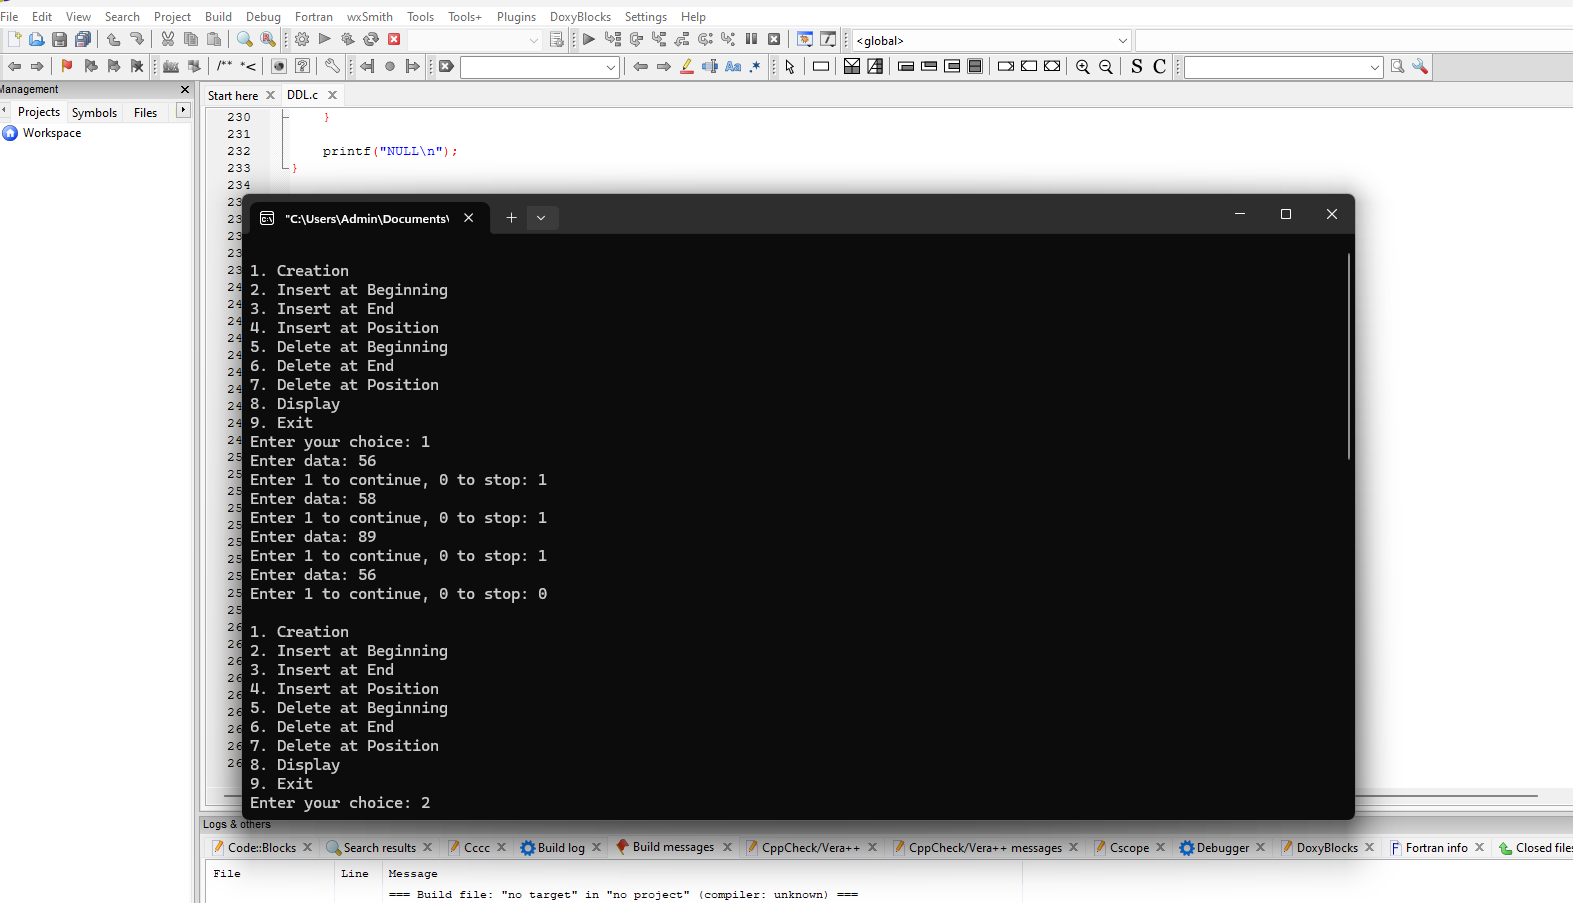 File Edit View Search Project Build Debug Fortran wxSmith Tools Tools+ Plugins DoxyBlocks Settings Help
<global>
/** *<
Aa .*
S C
Management
Projects Symbols Files
Workspace
Start here DDL.c
230 }
231
232 printf("NULL\n");
233 }
234
"C:\Users\Admin\Documents\
1. Creation
2. Insert at Beginning
3. Insert at End
4. Insert at Position
5. Delete at Beginning
6. Delete at End
7. Delete at Position
8. Display
9. Exit
Enter your choice: 1
Enter data: 56
Enter 1 to continue, 0 to stop: 1
Enter data: 58
Enter 1 to continue, 0 to stop: 1
Enter data: 89
Enter 1 to continue, 0 to stop: 1
Enter data: 56
Enter 1 to continue, 0 to stop: 0
1. Creation
2. Insert at Beginning
3. Insert at End
4. Insert at Position
5. Delete at Beginning
6. Delete at End
7. Delete at Position
8. Display
9. Exit
Enter your choice: 2
Logs & others
Code::Blocks Search results Cccc Build log Build messages CppCheck/Vera++ CppCheck/Vera++ messages Cscope Debugger DoxyBlocks Fortran info Closed files
File Line Message
=== Build file: "no target" in "no project" (compiler: unknown) ===